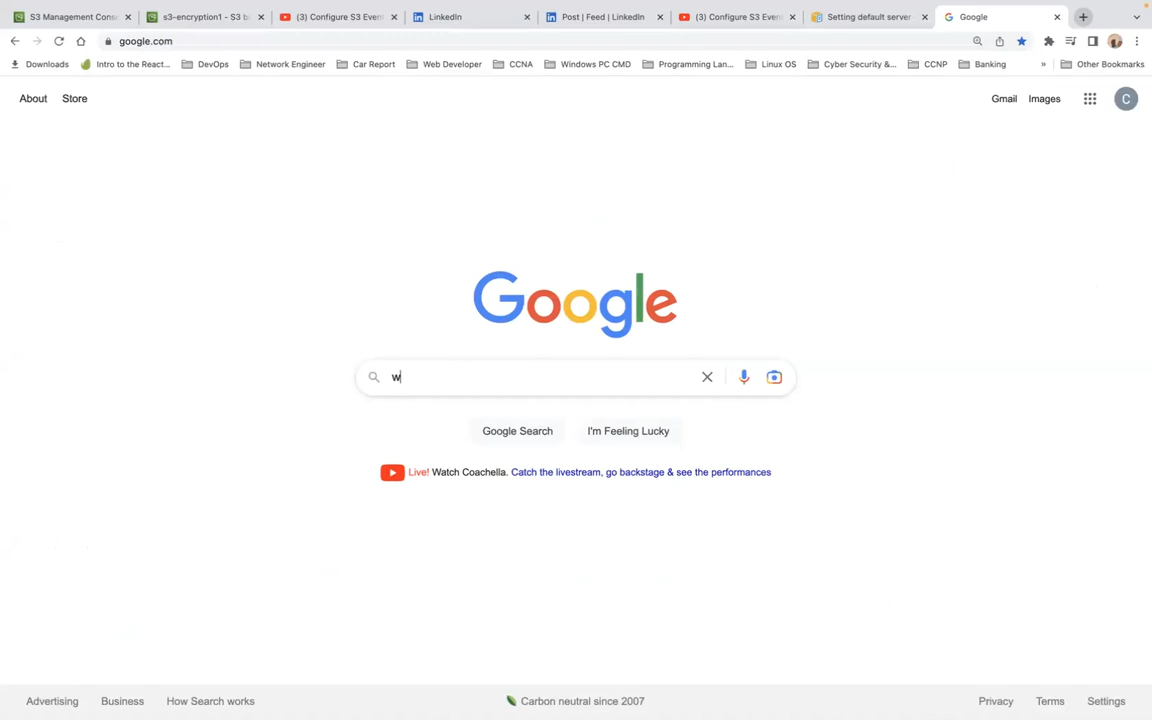 S3 Management Cons
s3-encryption1 - S3 b
(3) Configure S3 Even
LinkedIn
Post | Feed | LinkedIn
(3) Configure S3 Even
Setting default server
Google
google.com
Downloads
Intro to the React...
DevOps
Network Engineer
Car Report
Web Developer
CCNA
Windows PC CMD
Programming Lan...
Linux OS
Cyber Security &...
CCNP
Banking
»
Other Bookmarks
About
Store
Gmail
Images
C
Google
w
Google Search
I'm Feeling Lucky
Live! Watch Coachella. Catch the livestream, go backstage & see the performances
Advertising
Business
How Search works
Carbon neutral since 2007
Privacy
Terms
Settings